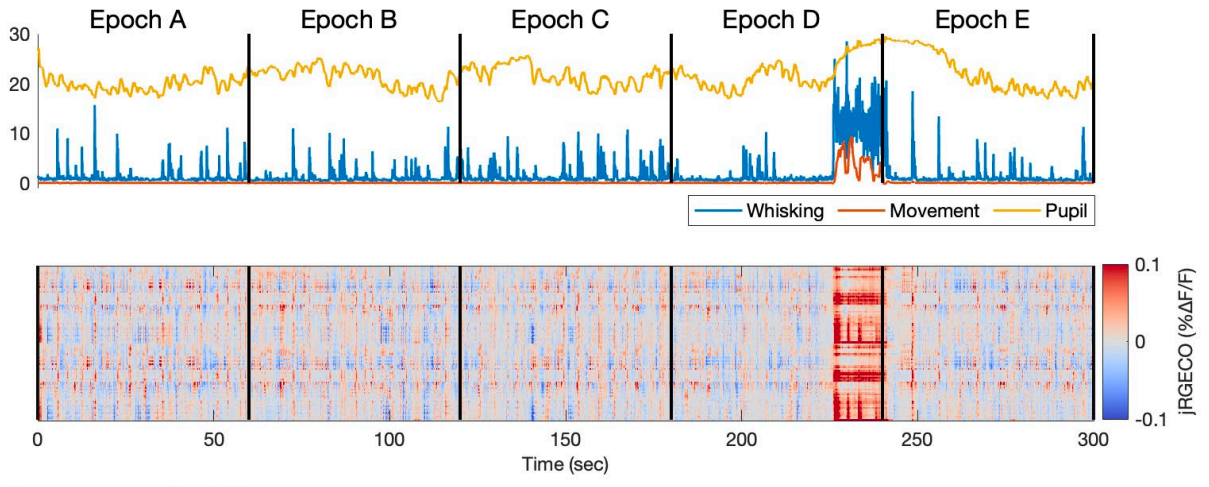 Epoch A Epoch B Epoch C Epoch D Epoch E
30
20
10
0
Whisking Movement Pupil
0.1
0
-0.1
jRGECO (%ΔF/F)
0 50 100 150 200 250 300
Time (sec)